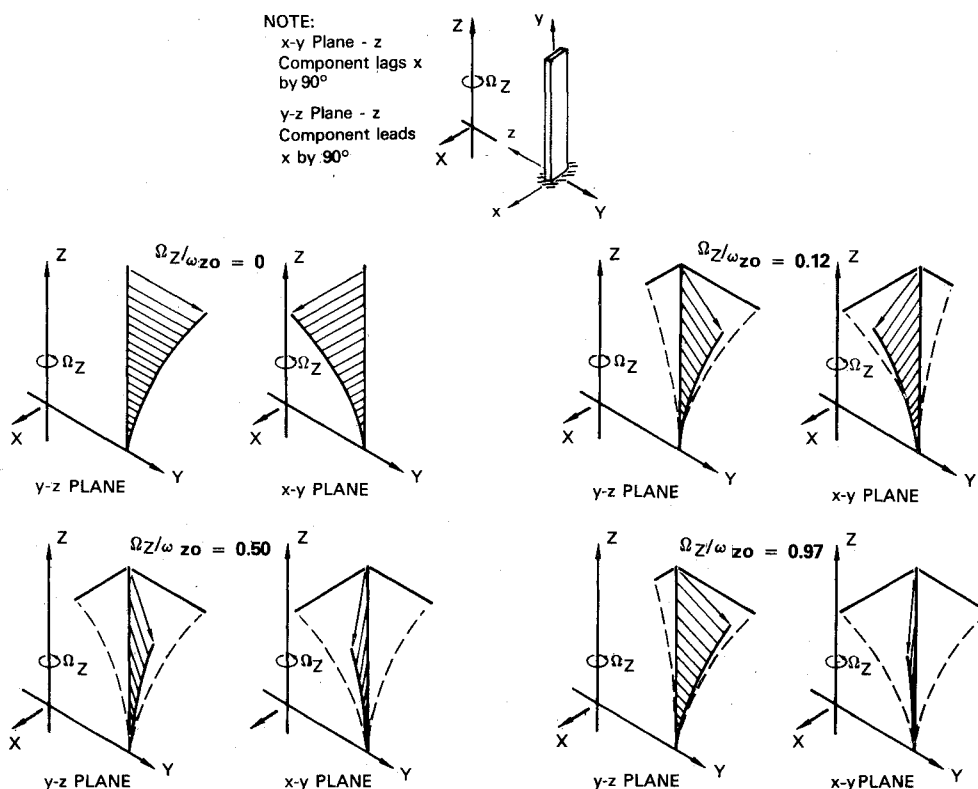 NOTE:
x-y Plane - z
Component lags x
by 90°
y-z Plane - z
Component leads
x by 90°
Z
ΩZ
X
y
z
x
Y
ΩZ/ωzo = 0
Z
ΩZ
X
Y
y-z PLANE
Z
ΩZ
X
Y
x-y PLANE
ΩZ/ωzo = 0.12
Z
ΩZ
X
Y
y-z PLANE
Z
ΩZ
X
Y
x-y PLANE
ΩZ/ω zo = 0.50
Z
ΩZ
X
Y
y-z PLANE
Z
ΩZ
Y
x-y PLANE
ΩZ/ω zo = 0.97
Z
ΩZ
X
Y
y-z PLANE
Z
ΩZ
X
Y
x-y PLANE